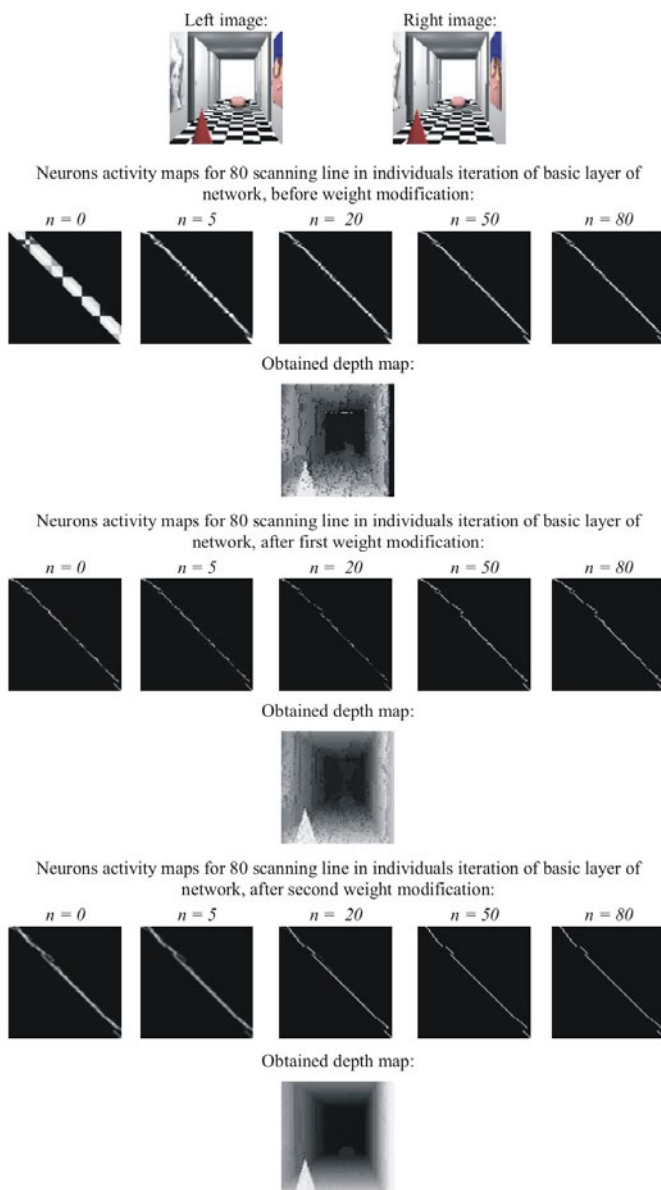 Left image: Right image:
Neurons activity maps for 80 scanning line in individuals iteration of basic layer of
network, before weight modification:
n = 0 n = 5 n = 20 n = 50 n = 80
Obtained depth map:
Neurons activity maps for 80 scanning line in individuals iteration of basic layer of
network, after first weight modification:
n = 0 n = 5 n = 20 n = 50 n = 80
Obtained depth map:
Neurons activity maps for 80 scanning line in individuals iteration of basic layer of
network, after second weight modification:
n = 0 n = 5 n = 20 n = 50 n = 80
Obtained depth map: